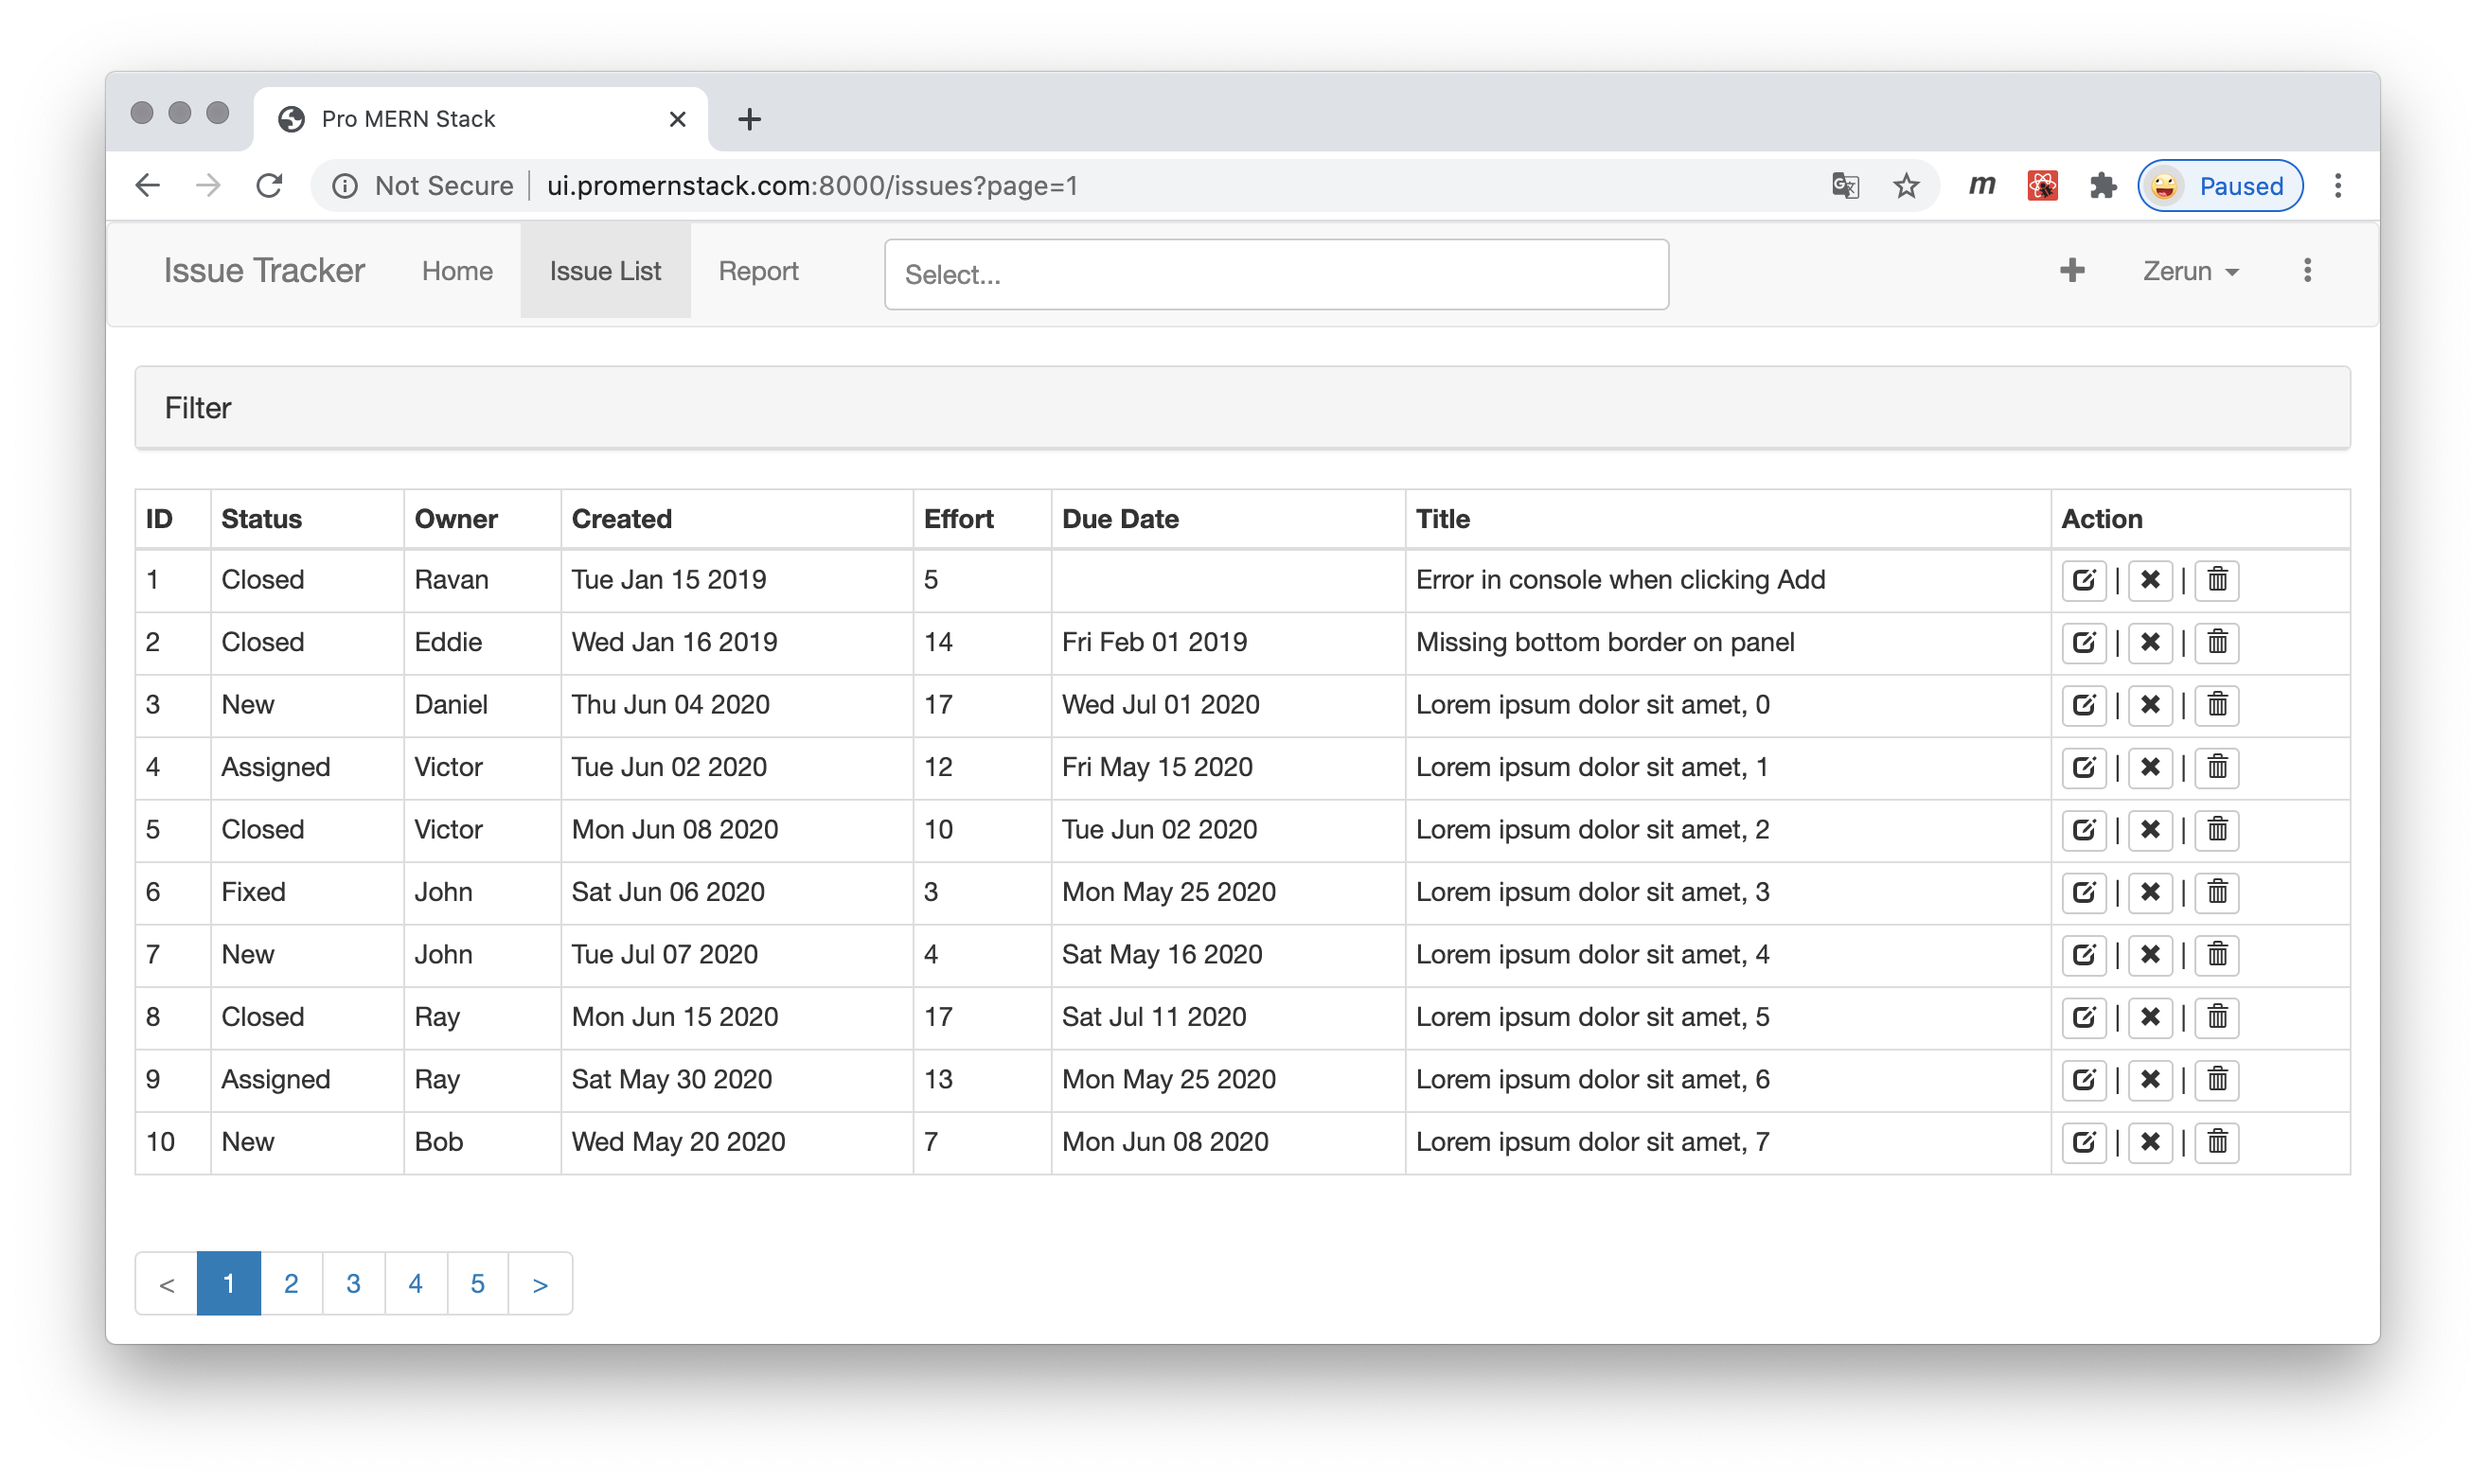 Pro MERN Stack
Not Secure ui.promernstack.com:8000/issues?page=1 m Paused
Issue Tracker Home Issue List Report Select... Zerun
Filter
ID Status Owner Created Effort Due Date Title Action
1 Closed Ravan Tue Jan 15 2019 5 Error in console when clicking Add | |
2 Closed Eddie Wed Jan 16 2019 14 Fri Feb 01 2019 Missing bottom border on panel | |
3 New Daniel Thu Jun 04 2020 17 Wed Jul 01 2020 Lorem ipsum dolor sit amet, 0 | |
4 Assigned Victor Tue Jun 02 2020 12 Fri May 15 2020 Lorem ipsum dolor sit amet, 1 | |
5 Closed Victor Mon Jun 08 2020 10 Tue Jun 02 2020 Lorem ipsum dolor sit amet, 2 | |
6 Fixed John Sat Jun 06 2020 3 Mon May 25 2020 Lorem ipsum dolor sit amet, 3 | |
7 New John Tue Jul 07 2020 4 Sat May 16 2020 Lorem ipsum dolor sit amet, 4 | |
8 Closed Ray Mon Jun 15 2020 17 Sat Jul 11 2020 Lorem ipsum dolor sit amet, 5 | |
9 Assigned Ray Sat May 30 2020 13 Mon May 25 2020 Lorem ipsum dolor sit amet, 6 | |
10 New Bob Wed May 20 2020 7 Mon Jun 08 2020 Lorem ipsum dolor sit amet, 7 | |
< 1 2 3 4 5 >